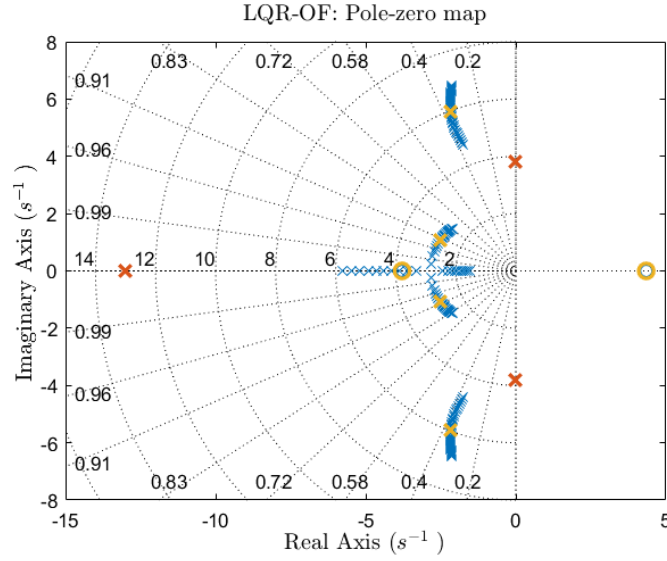 LQR-OF: Pole-zero map
8
0.83 0.72 0.58 0.4 0.2
0.91
6
0.96
4
0.99
2
14 12 10 8 6 4 2
0
-2
0.99
-4
0.96
-6
0.91
0.83 0.72 0.58 0.4 0.2
-8
-15 -10 -5 0 5
Imaginary Axis (s⁻¹ )
Real Axis (s⁻¹ )